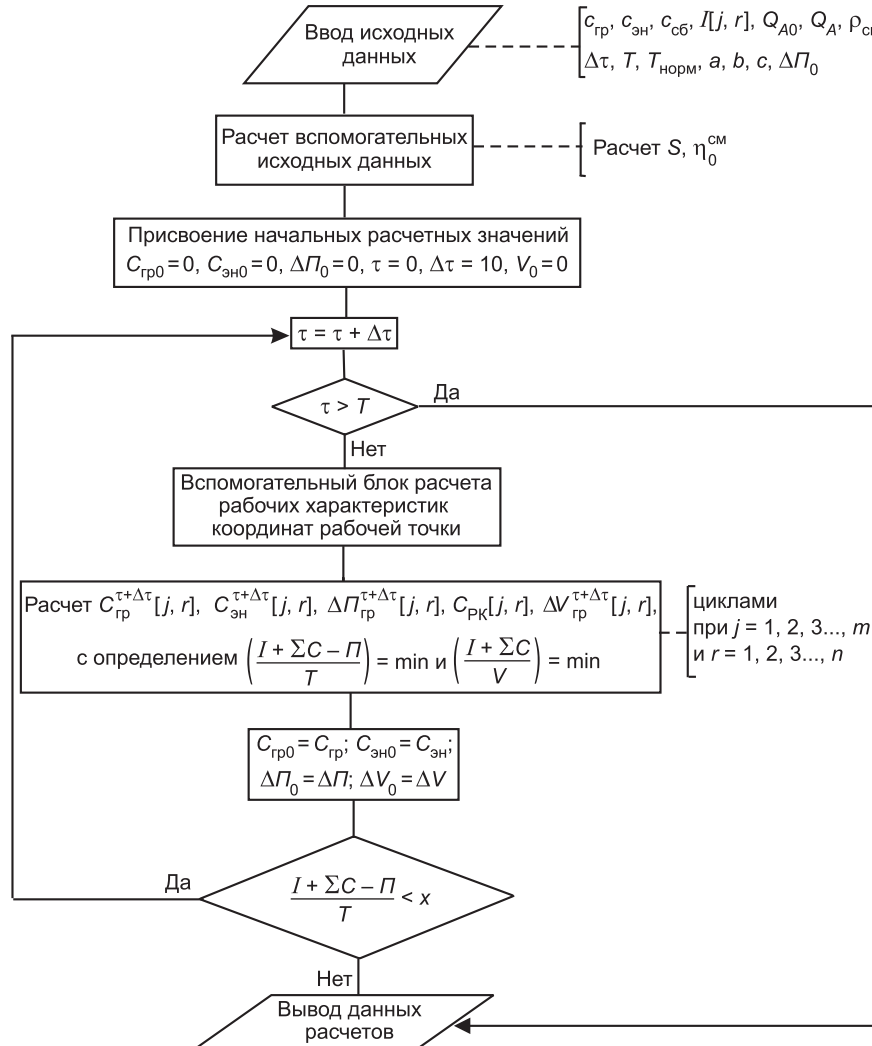 Ввод исходных
данных
c_гр, c_эн, c_сб, I[j, r], Q_A0, Q_A,
Δτ, T, T_норм, a, b, c, ΔП_0
Расчет вспомогательных
исходных данных
Расчет S, η_0^см
Присвоение начальных расчетных значений
C_гр0 = 0, C_эн0 = 0, ΔП_0 = 0, τ = 0, Δτ = 10, V_0 = 0
τ = τ + Δτ
τ > T
Да
Нет
Вспомогательный блок расчета
рабочих характеристик
координат рабочей точки
Расчет C_гр^τ+Δτ[j, r], C_эн^τ+Δτ[j, r], ΔП_гр^τ+Δτ[j, r], C_РК[j, r], ΔV_гр^τ+Δτ[j, r],
с определением ((I + ΣC – П)/T) = min и ((I + ΣC)/V) = min
циклами
при j = 1, 2, 3..., m
и r = 1, 2, 3..., n
C_гр0 = C_гр; C_эн0 = C_эн;
ΔП_0 = ΔП; ΔV_0 = ΔV
Да
(I + ΣC – П)/T < x
Нет
Вывод данных
расчетов